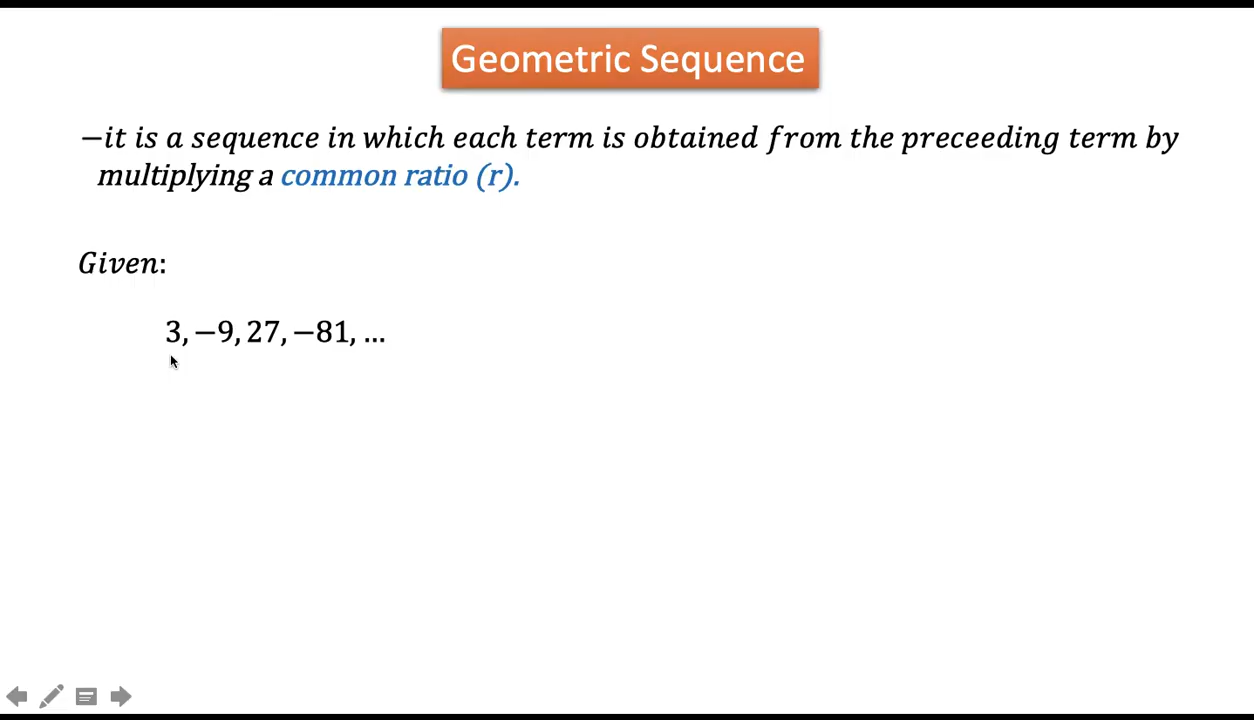 Geometric Sequence
−it is a sequence in which each term is obtained from the preceeding term by
multiplying a common ratio (r).
Given:
3, −9, 27, −81, ...